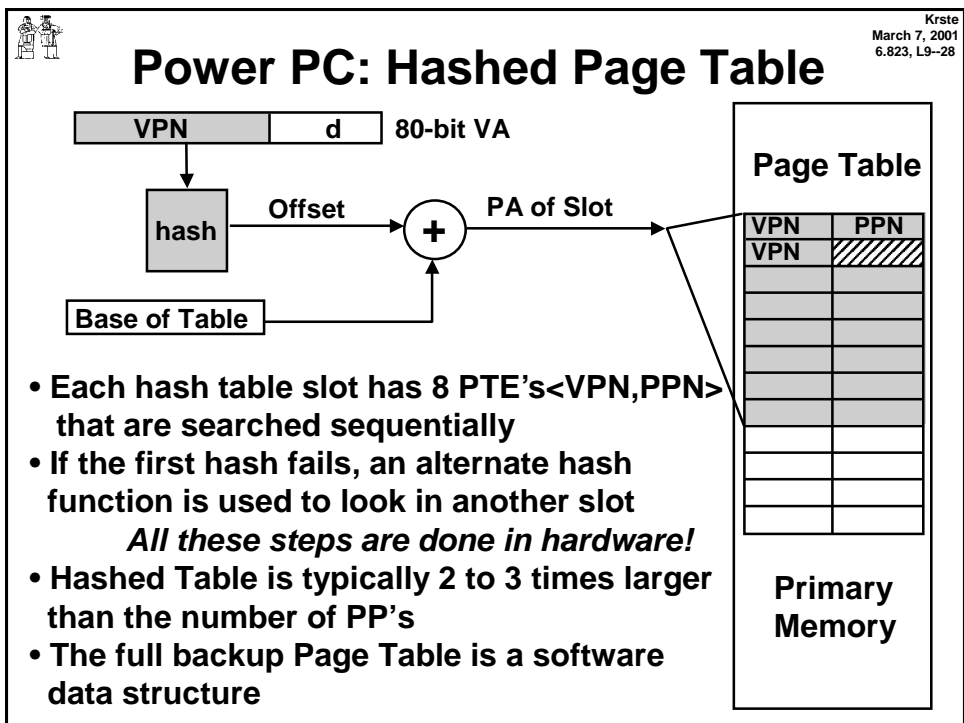 Krste
March 7, 2001
6.823, L9--28
Power PC: Hashed Page Table
VPN d 80-bit VA
hash
Offset
+
PA of Slot
Base of Table
Page Table
VPN PPN
VPN
Primary
Memory
• Each hash table slot has 8 PTE's<VPN,PPN>
that are searched sequentially
• If the first hash fails, an alternate hash
function is used to look in another slot
All these steps are done in hardware!
• Hashed Table is typically 2 to 3 times larger
than the number of PP's
• The full backup Page Table is a software
data structure